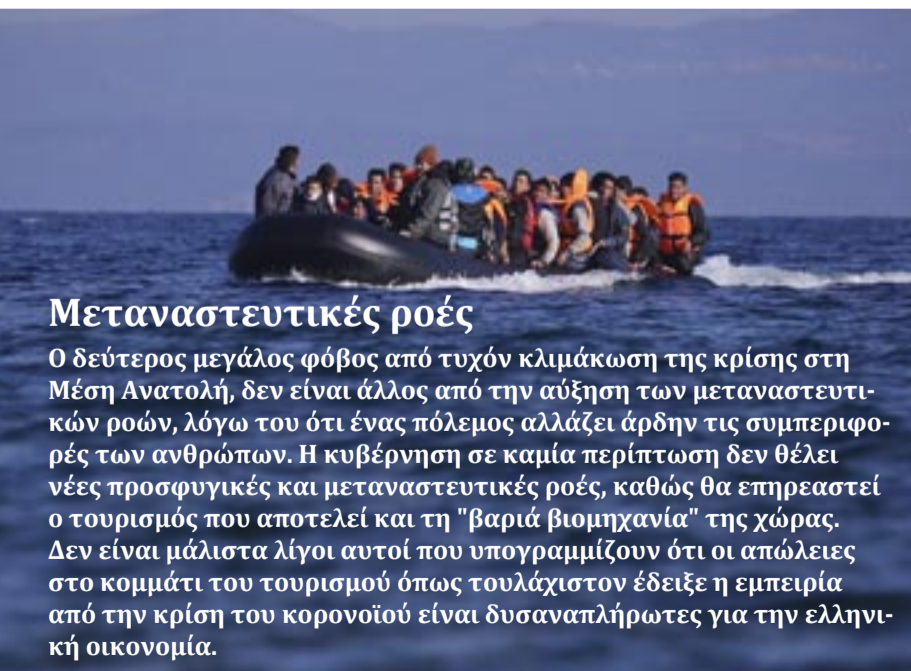 Μεταναστευτικές ροές
Ο δεύτερος μεγάλος φόβος από τυχόν κλιμάκωση της κρίσης στη
Μέση Ανατολή, δεν είναι άλλος από την αύξηση των μεταναστευτι-
κών ροών, λόγω του ότι ένας πόλεμος αλλάζει άρδην τις συμπεριφο-
ρές των ανθρώπων. Η κυβέρνηση σε καμία περίπτωση δεν θέλει
νέες προσφυγικές και μεταναστευτικές ροές, καθώς θα επηρεαστεί
ο τουρισμός που αποτελεί και τη "βαριά βιομηχανία" της χώρας.
Δεν είναι μάλιστα λίγοι αυτοί που υπογραμμίζουν ότι οι απώλειες
στο κομμάτι του τουρισμού όπως τουλάχιστον έδειξε η εμπειρία
από την κρίση του κορονοϊού είναι δυσαναπλήρωτες για την ελληνι-
κή οικονομία.